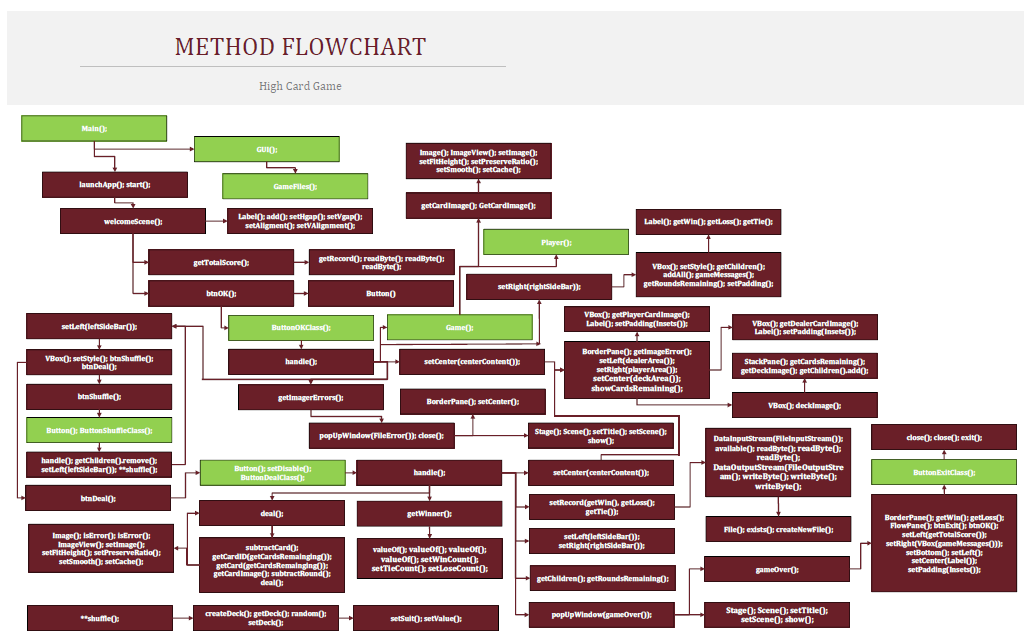 METHOD FLOWCHART
High Card Game
Main();
GUI();
GameFiles();
launchApp(); start();
welcomeScene();
Label(); add(); setHgap(); setVgap();
setAligment(); setVAlignment();
Image(); ImageView(); setImage();
setFitHeight(); setPreserveRatio();
setSmooth(); setCache();
getCardImage(); GetCardImage();
Player();
Label(); getWin(); getLoss(); getTie();
getTotalScore();
getRecord(); readByte(); readByte();
readByte();
btnOK();
Button()
setRight(rightSideBar));
VBox(); setStyle(); getChildren();
addAll(); gameMessages();
getRoundsRemaining(); setPadding();
setLeft(leftSideBar());
ButtonOKClass();
Game();
handle();
setCenter(centerContent());
VBox(); getPlayerCardImage();
Label(); setPadding(Insets());
BorderPane(); getImageError();
setLeft(dealerArea());
setRight(playerArea());
setCenter(deckArea());
showCardsRemaining();
VBox(); getDealerCardImage();
Label(); setPadding(Insets());
StackPane(); getCardsRemaining();
getDeckImage(); getChildren().add();
VBox(); deckImage();
VBox(); setStyle(); btnShuffle();
btnDeal();
btnShuffle();
Button(); ButtonShuffleClass();
handle(); getChildren().remove();
setLeft(leftSideBar()); **shuffle();
btnDeal();
getImagerErrors();
BorderPane(); setCenter();
popUpWindow(FileError()); close();
Stage(); Scene(); setTitle(); setScene();
show();
Button(); setDisable();
ButtonDealClass();
handle();
setCenter(centerContent());
DataInputStream(FileInputStream());
available(); readByte(); readByte();
readByte();
DataOutputStream(FileOutputStre
am(); writeByte(); writeByte();
writeByte();
close(); close(); exit();
ButtonExitClass();
deal();
getWinner();
setRecord(getWin(), getLoss();
getTie();
File(); exists(); createNewFile();
BorderPane(); getWin(); getLoss();
FlowPane(); btnExit(); btnOK();
setLeft(getTotalScore());
setRight(VBox(gameMessages()));
setBottom(); setLeft();
setCenter(Label());
setPadding(Insets());
Image(); isError(); isError();
ImageView(); setImage();
setFitHeight(); setPreserveRatio();
setSmooth(); setCache();
subtractCard();
getCardID(getCardsRemainging());
getCard(getCardsRemainging());
getCardImage(); subtractRound();
deal();
valueOf(); valueOf(); valueOf();
valueOf(); setWinCount();
setTieCount(); setLoseCount();
setLeft(leftSideBar());
setRight(rightSideBar));
getChildren(); getRoundsRemaining();
gameOver();
**shuffle();
createDeck(); getDeck(); random();
setDeck();
setSuit(); setValue();
popUpWindow(gameOver());
Stage(); Scene(); setTitle();
setScene(); show();